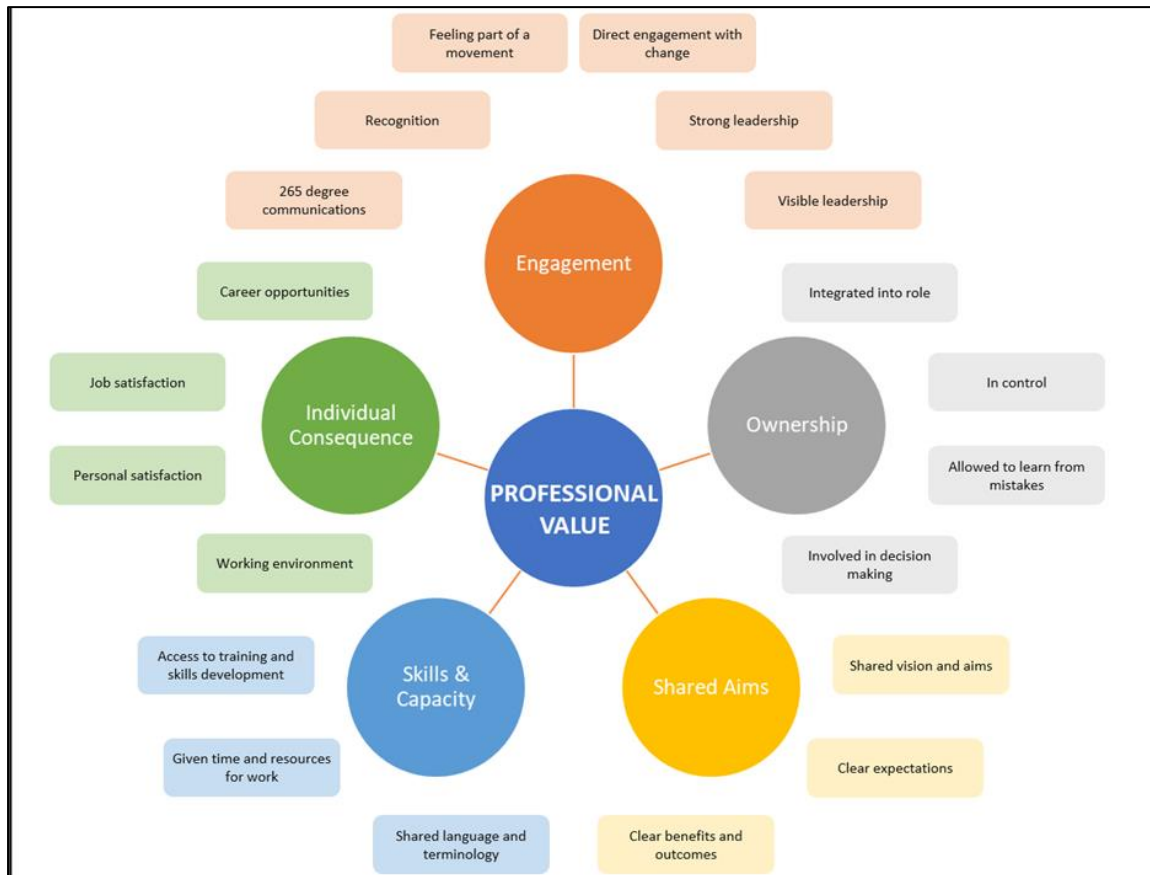 Feeling part of a
movement
Direct engagement with
change
Recognition
Strong leadership
265 degree
communications
Visible leadership
Engagement
Career opportunities
Integrated into role
Job satisfaction
In control
Individual
Consequence
Ownership
Personal satisfaction
Allowed to learn from
mistakes
PROFESSIONAL
VALUE
Working environment
Involved in decision
making
Access to training and
skills development
Skills &
Capacity
Shared Aims
Shared vision and aims
Given time and resources
for work
Clear expectations
Shared language and
terminology
Clear benefits and
outcomes